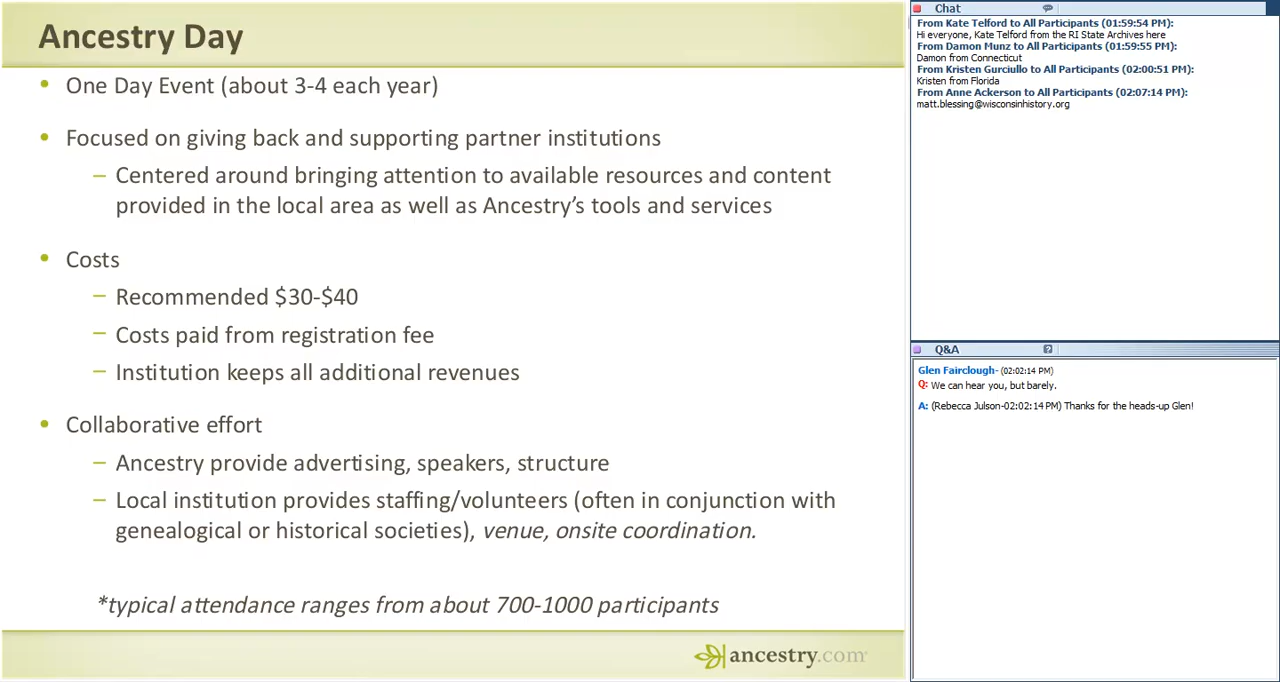 Ancestry Day
• One Day Event (about 3-4 each year)
• Focused on giving back and supporting partner institutions
– Centered around bringing attention to available resources and content
provided in the local area as well as Ancestry’s tools and services
• Costs
– Recommended $30-$40
– Costs paid from registration fee
– Institution keeps all additional revenues
• Collaborative effort
– Ancestry provide advertising, speakers, structure
– Local institution provides staffing/volunteers (often in conjunction with
genealogical or historical societies), venue, onsite coordination.
*typical attendance ranges from about 700-1000 participants
ancestry.com
Chat
From Kate Telford to All Participants (01:59:54 PM):
Hi everyone, Kate Telford from the RI State Archives here
From Damon Munz to All Participants (01:59:55 PM):
Damon from Connecticut
From Kristen Gurciullo to All Participants (02:00:51 PM):
Kristen from Florida
From Anne Ackerson to All Participants (02:07:14 PM):
matt.blessing@wisconsinhistory.org
Q&A
Glen Fairclough- (02:02:14 PM)
Q: We can hear you, but barely.
A: (Rebecca Julson-02:02:14 PM) Thanks for the heads-up Glen!